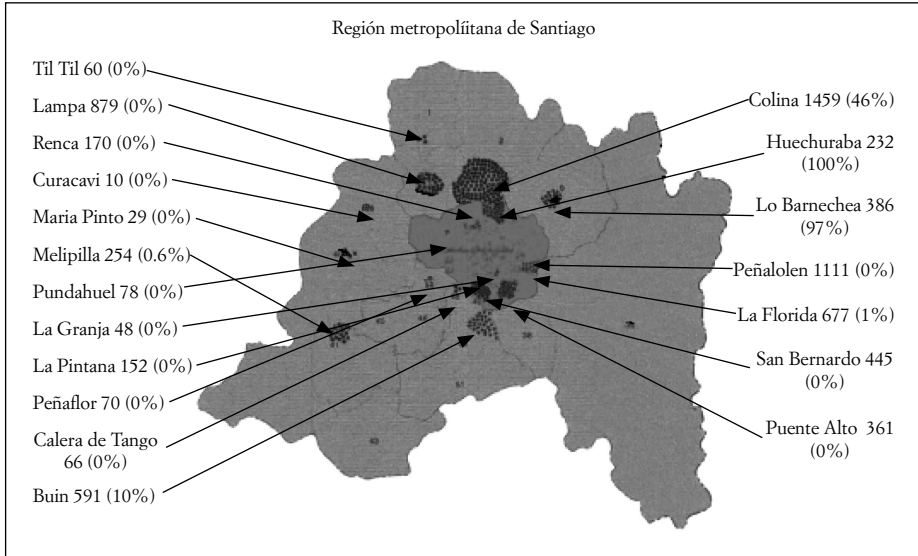 Región metropolíitana de Santiago
Til Til 60 (0%)
Lampa 879 (0%)
Renca 170 (0%)
Curacavi 10 (0%)
Maria Pinto 29 (0%)
Melipilla 254 (0.6%)
Pundahuel 78 (0%)
La Granja 48 (0%)
La Pintana 152 (0%)
Peñaflor 70 (0%)
Calera de Tango
66 (0%)
Buin 591 (10%)
Colina 1459 (46%)
Huechuraba 232
(100%)
Lo Barnechea 386
(97%)
Peñalolen 1111 (0%)
La Florida 677 (1%)
San Bernardo 445
(0%)
Puente Alto 361
(0%)